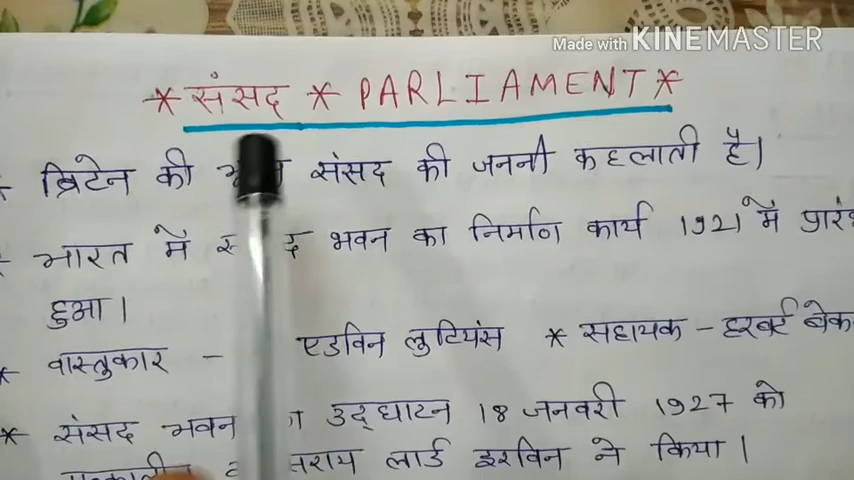 Made with KINEMASTER
*संसद * PARLIAMENT*
* ब्रिटेन की संसद की जननी कहलाती है।
* भारत में भवन का निर्माण कार्य 1921 में
हुआ।
* वास्तुकार - एडविन लुटियंस * सहायक - हरबर्ट
* संसद भवन उद्घाटन 18 जनवरी 1927 को
लार्ड इरविन ने किया।